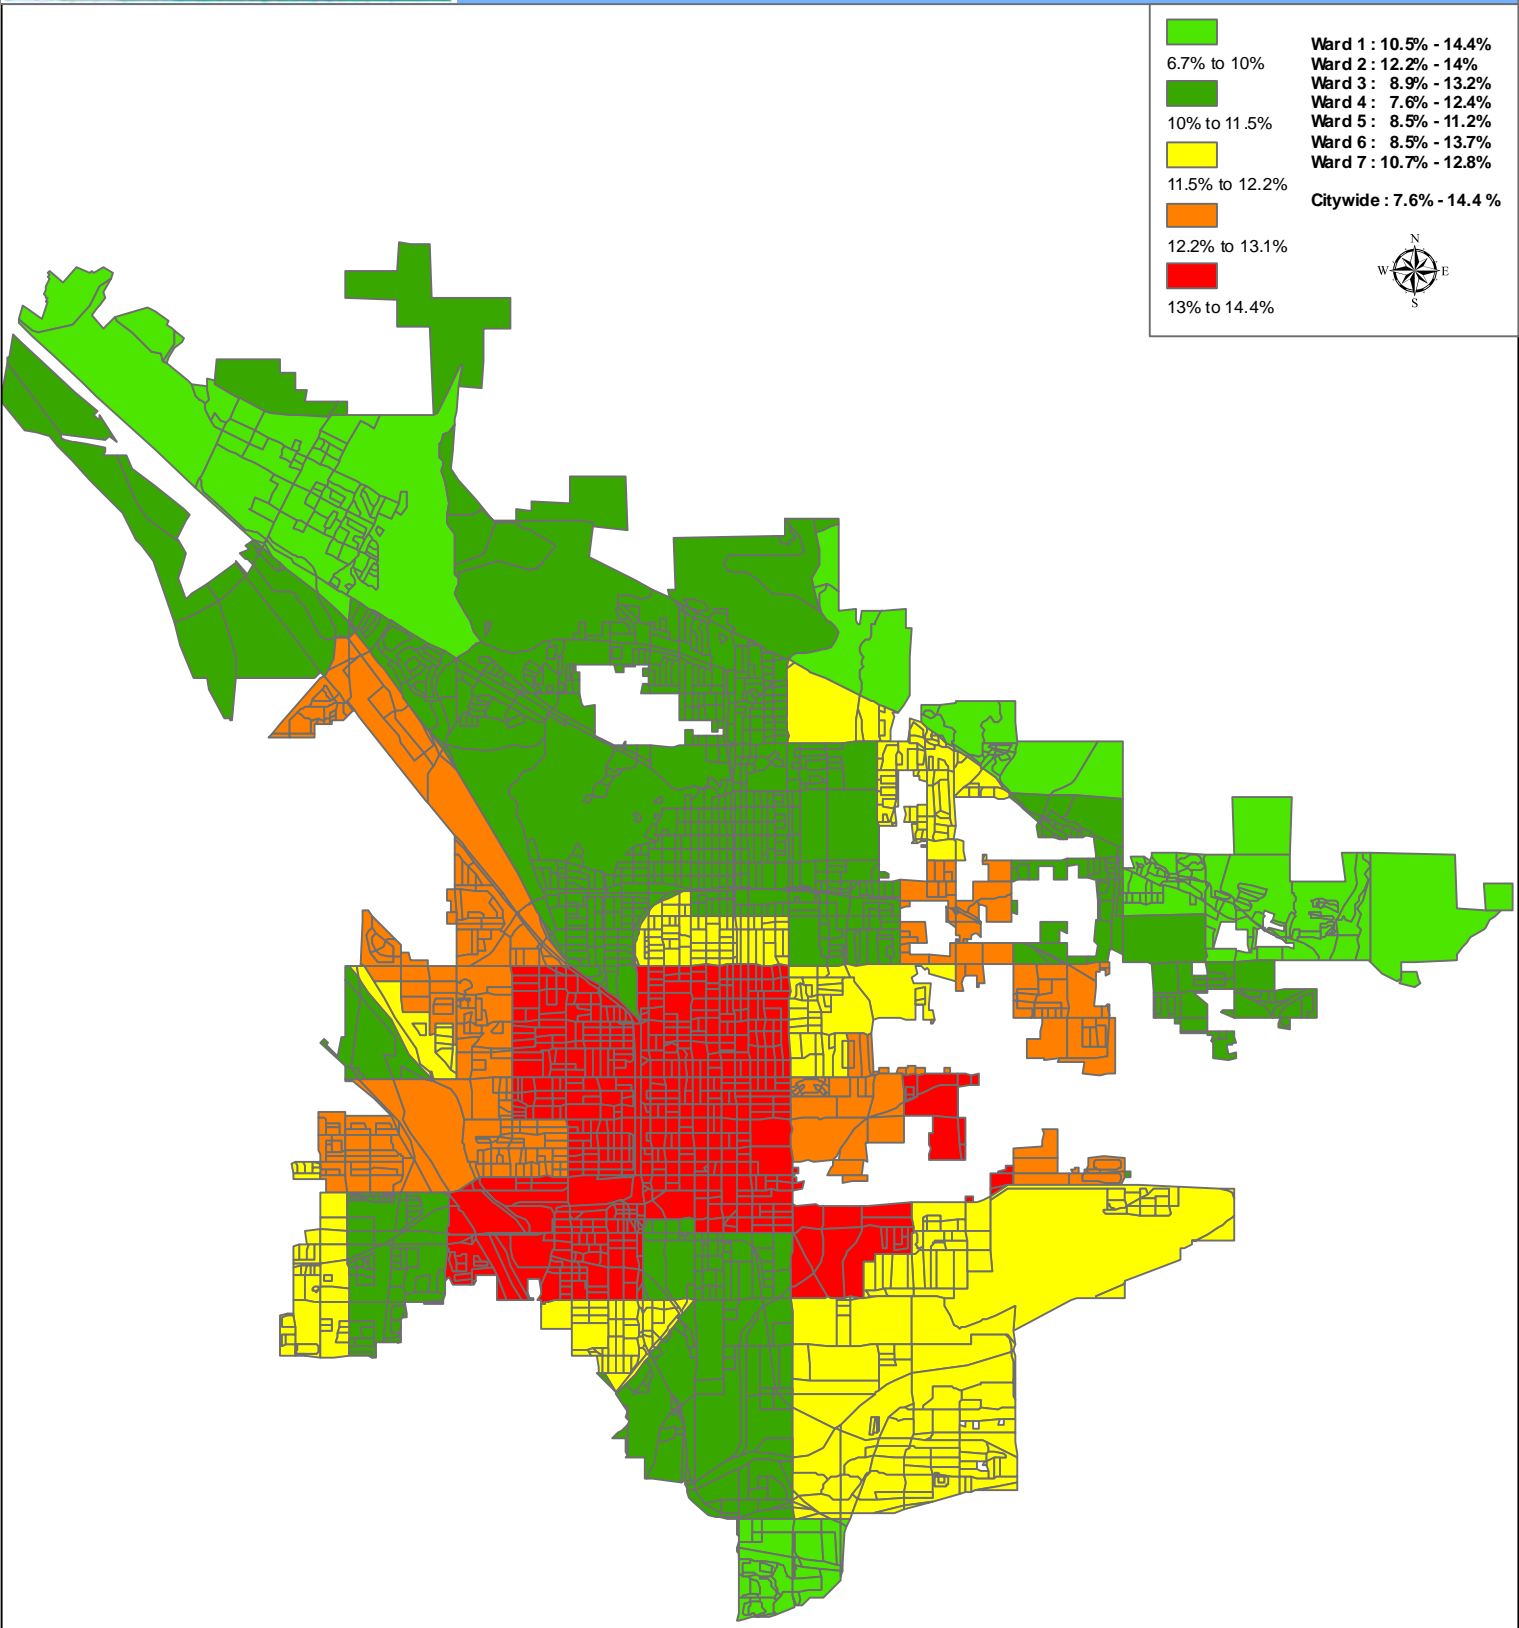 6.7% to 10%
10% to 11.5%
11.5% to 12.2%
12.2% to 13.1%
13% to 14.4%
Ward 1 : 10.5% - 14.4%
Ward 2 : 12.2% - 14%
Ward 3 : 8.9% - 13.2%
Ward 4 : 7.6% - 12.4%
Ward 5 : 8.5% - 11.2%
Ward 6 : 8.5% - 13.7%
Ward 7 : 10.7% - 12.8%
Citywide : 7.6% - 14.4 %
N
W E
S